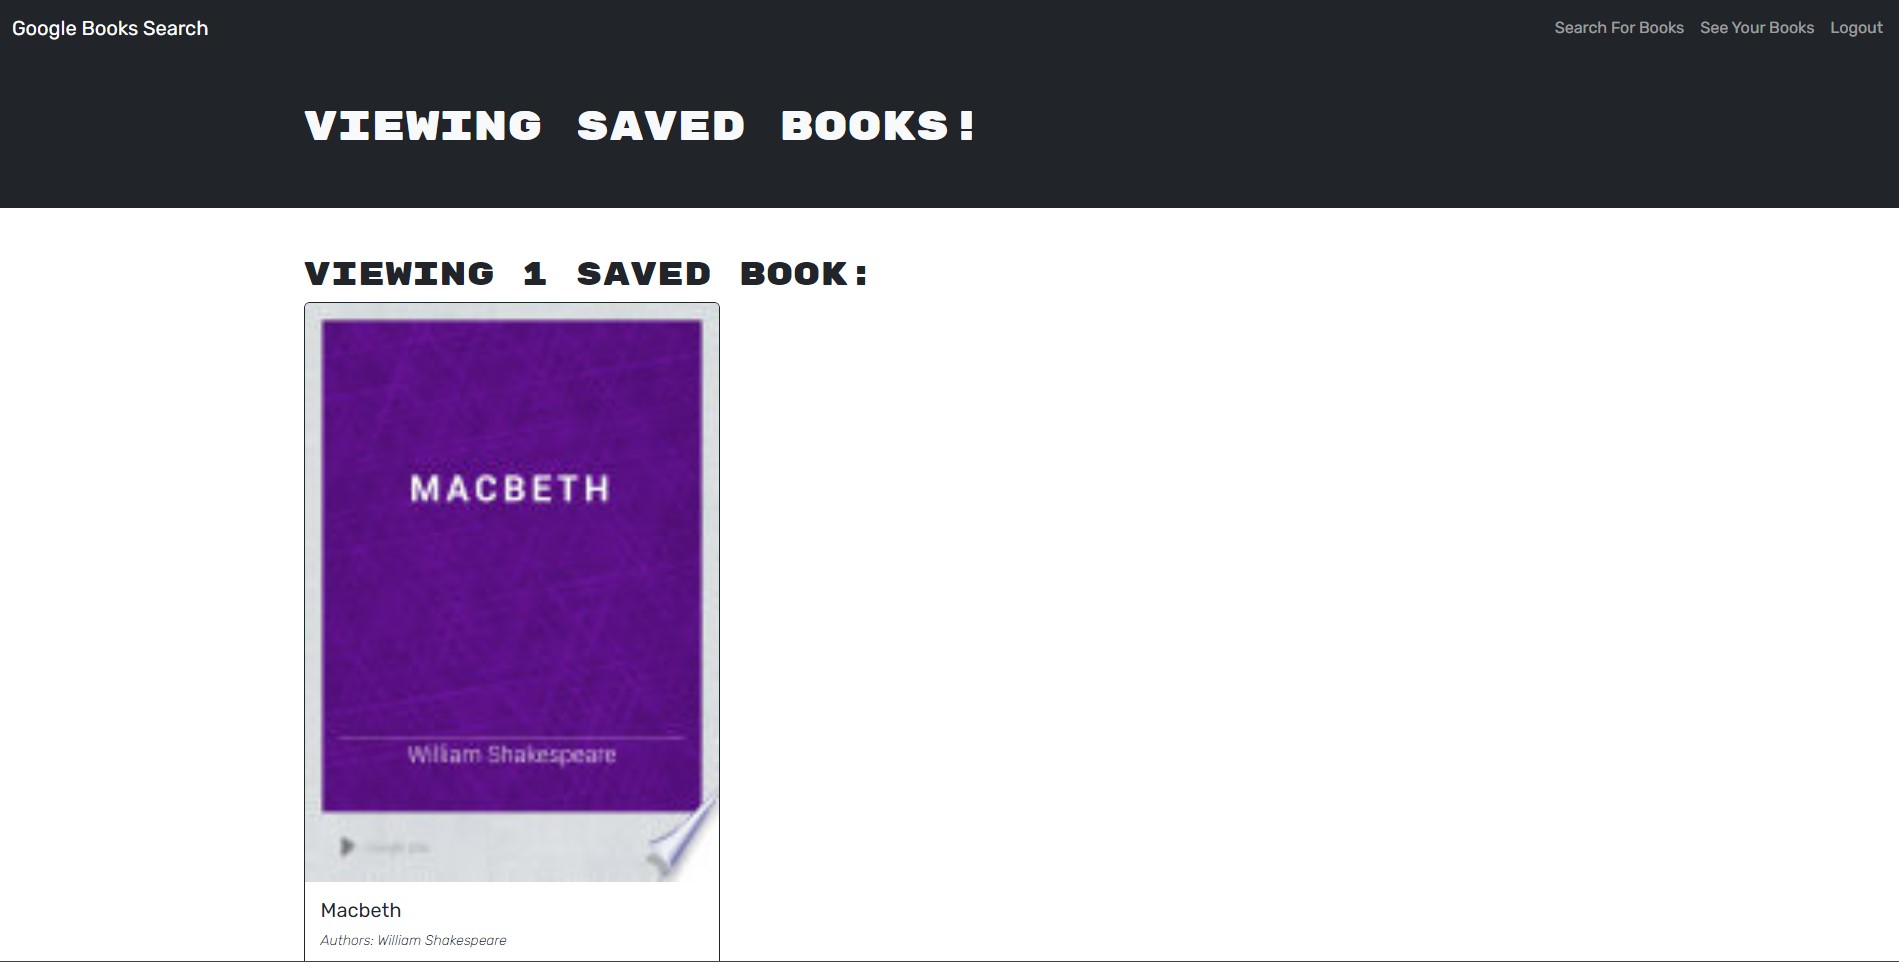 Google Books Search
Search For Books See Your Books Logout
VIEWING SAVED BOOKS!
VIEWING 1 SAVED BOOK:
MACBETH
William Shakespeare
Macbeth
Authors: William Shakespeare